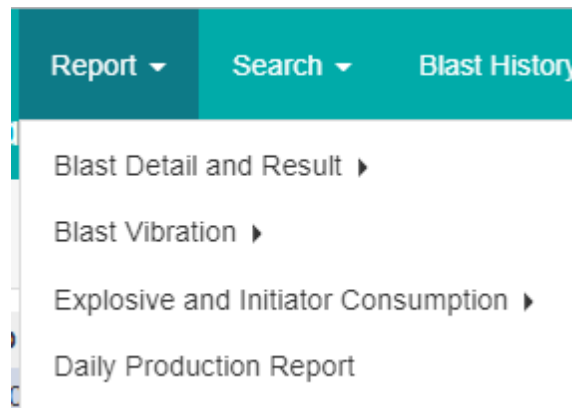 Report
Search
Blast History
Blast Detail and Result
Blast Vibration
Explosive and Initiator Consumption
Daily Production Report